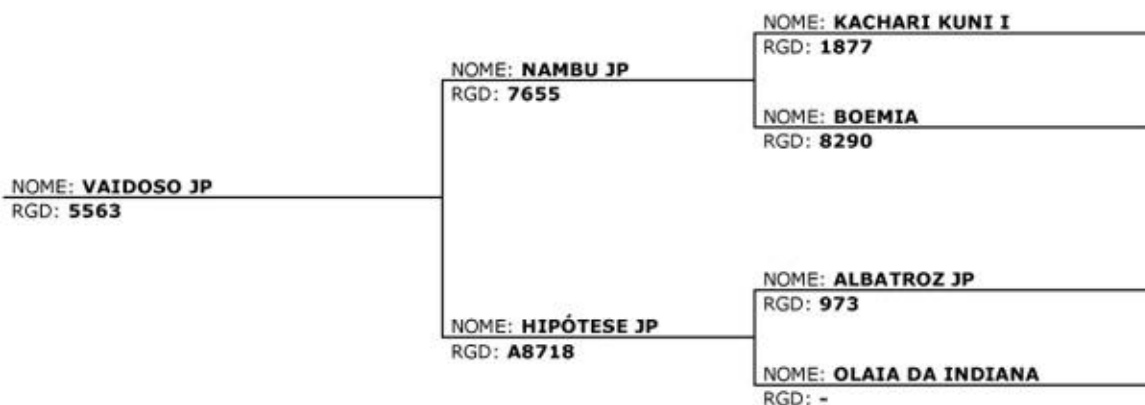 NOME: KACHARI KUNI I
RGD: 1877
NOME: NAMBU JP
RGD: 7655
NOME: BOEMIA
RGD: 8290
NOME: VAIDOSO JP
RGD: 5563
NOME: ALBATROZ JP
RGD: 973
NOME: HIPÓTESE JP
RGD: A8718
NOME: OLAIA DA INDIANA
RGD: -